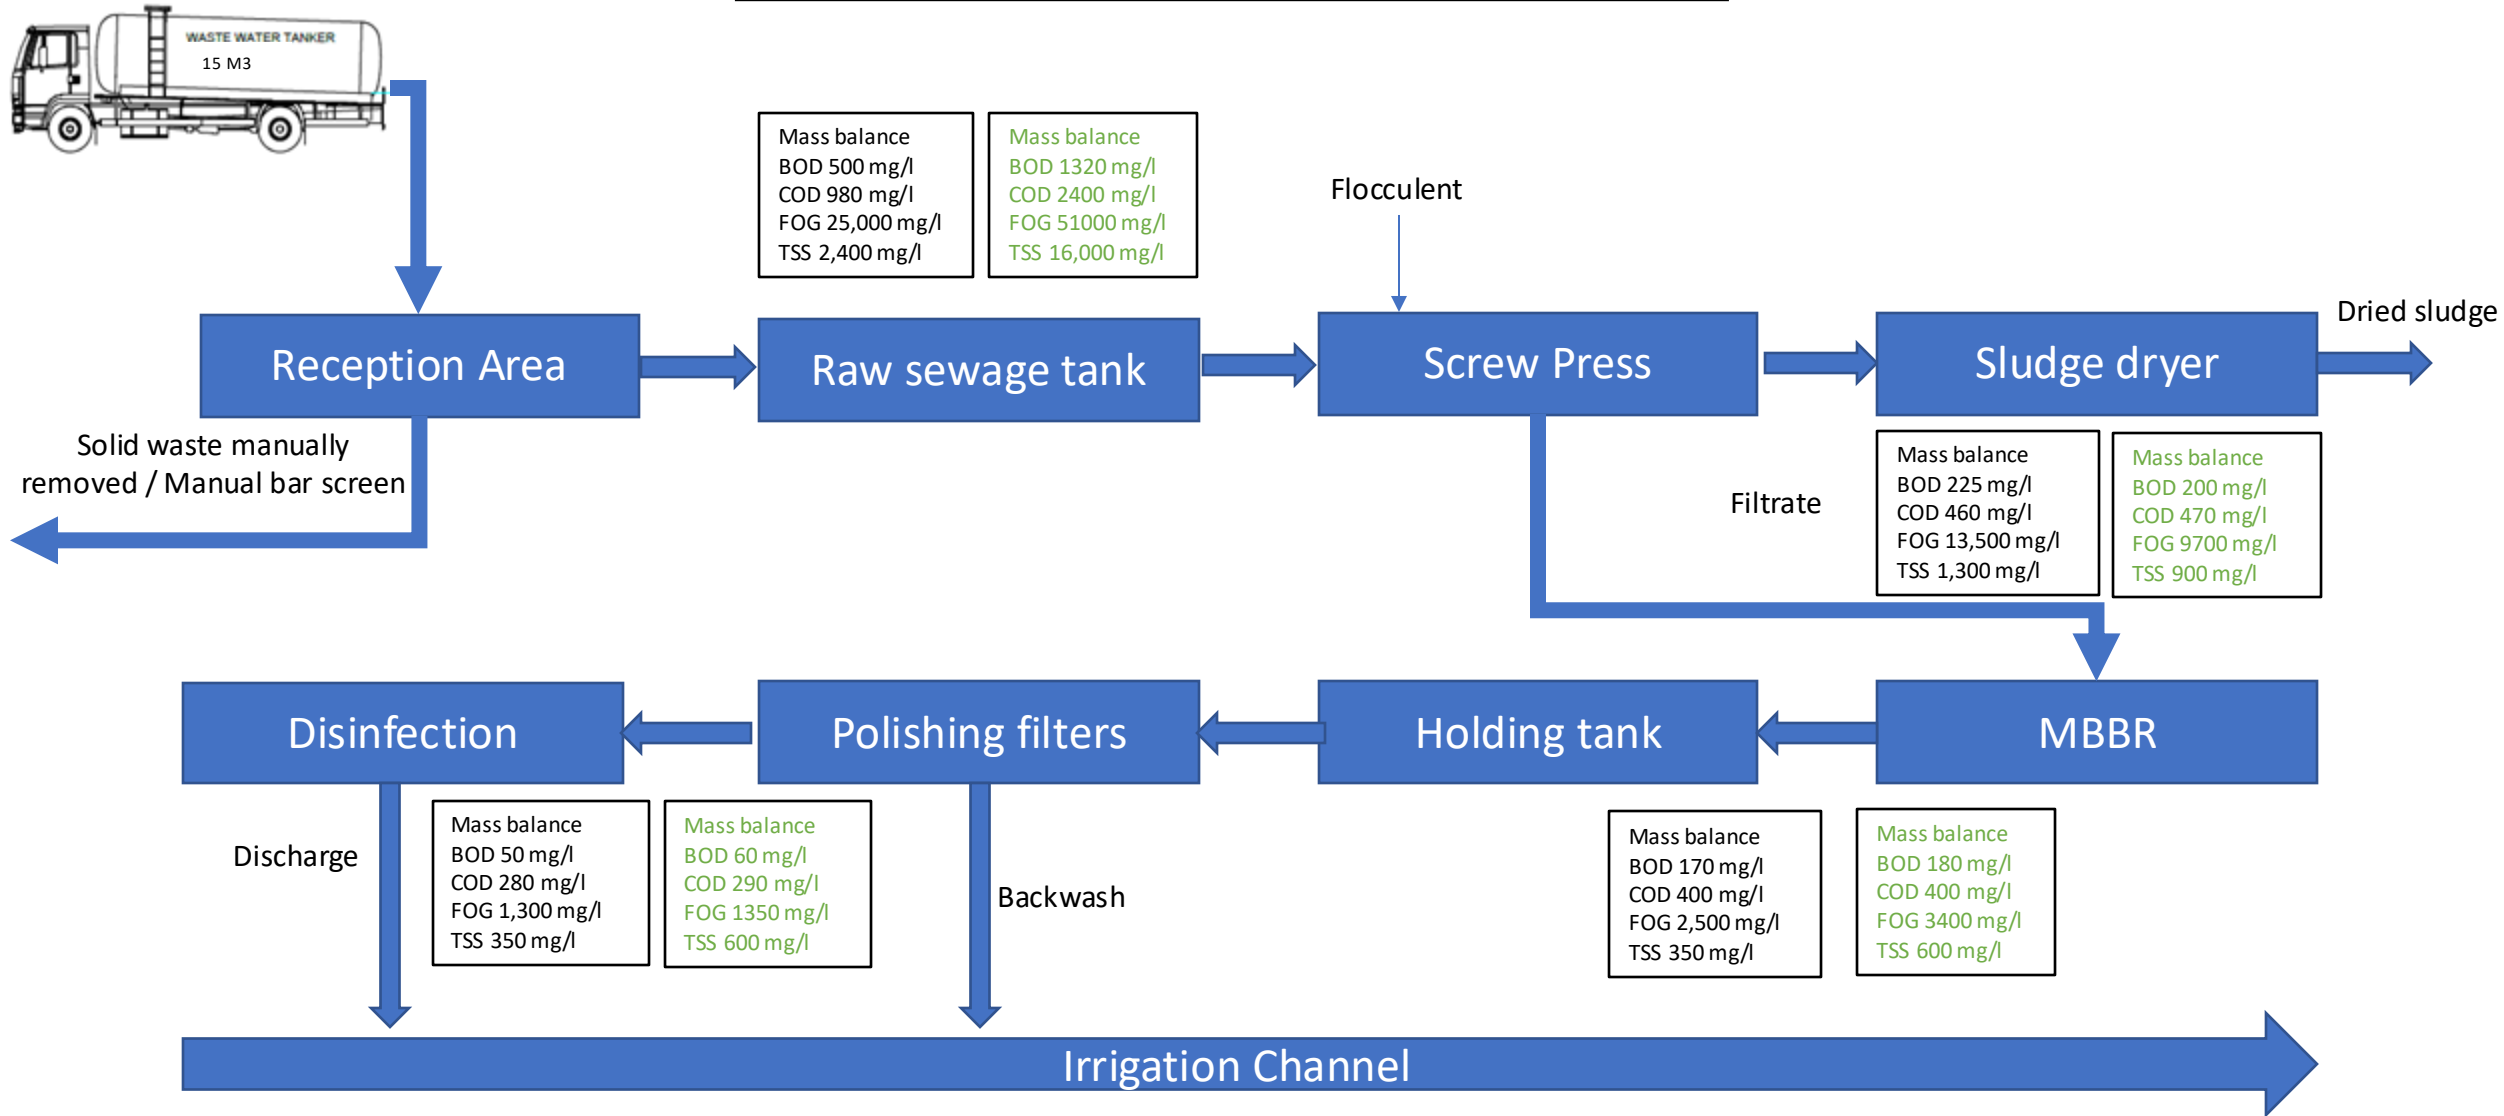 WASTE WATER TANKER
15 M3
Mass balance
BOD 500 mg/l
COD 980 mg/l
FOG 25,000 mg/l
TSS 2,400 mg/l
Mass balance
BOD 1320 mg/l
COD 2400 mg/l
FOG 51000 mg/l
TSS 16,000 mg/l
Flocculent
Reception Area
Raw sewage tank
Screw Press
Sludge dryer
Dried sludge
Solid waste manually
removed / Manual bar screen
Filtrate
Mass balance
BOD 225 mg/l
COD 460 mg/l
FOG 13,500 mg/l
TSS 1,300 mg/l
Mass balance
BOD 200 mg/l
COD 470 mg/l
FOG 9700 mg/l
TSS 900 mg/l
Disinfection
Polishing filters
Holding tank
MBBR
Discharge
Mass balance
BOD 50 mg/l
COD 280 mg/l
FOG 1,300 mg/l
TSS 350 mg/l
Mass balance
BOD 60 mg/l
COD 290 mg/l
FOG 1350 mg/l
TSS 600 mg/l
Backwash
Mass balance
BOD 170 mg/l
COD 400 mg/l
FOG 2,500 mg/l
TSS 350 mg/l
Mass balance
BOD 180 mg/l
COD 400 mg/l
FOG 3400 mg/l
TSS 600 mg/l
Irrigation Channel